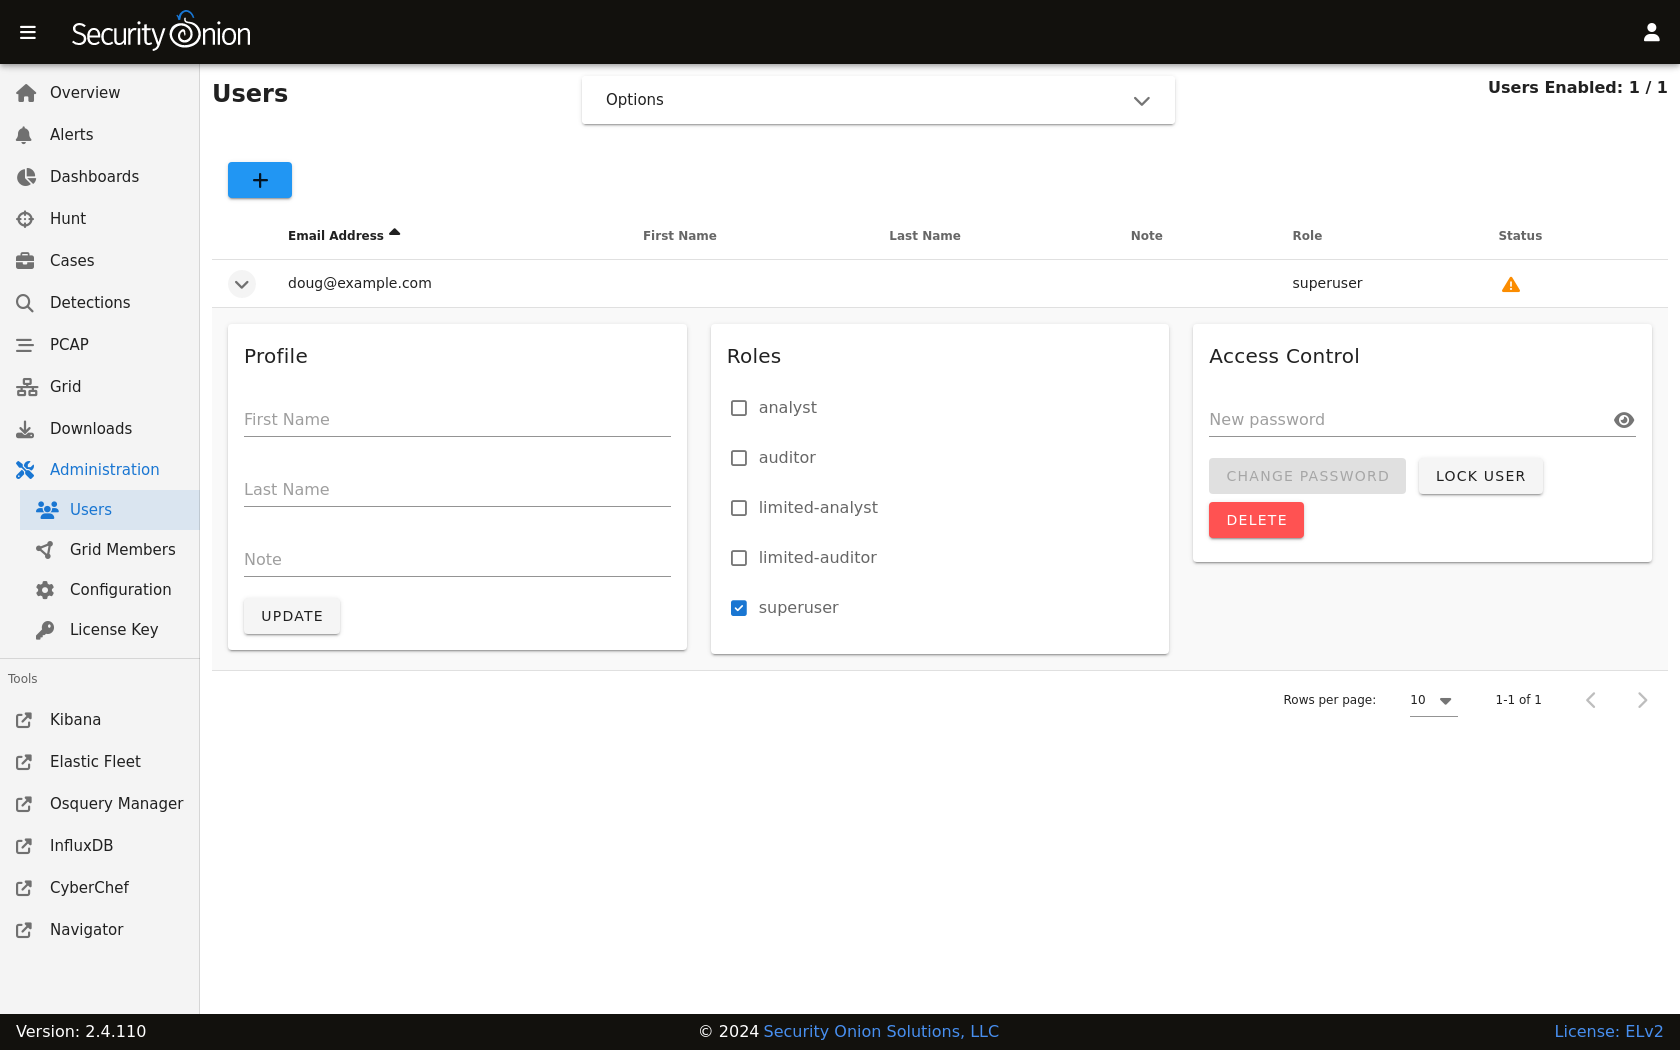 Security Onion
Overview
Alerts
Dashboards
Hunt
Cases
Detections
PCAP
Grid
Downloads
Administration
Users
Grid Members
Configuration
License Key
Tools
Kibana
Elastic Fleet
Osquery Manager
InfluxDB
CyberChef
Navigator
Users
Options
Users Enabled: 1 / 1
+
Email Address First Name Last Name Note Role Status
doug@example.com superuser
Profile
First Name
Last Name
Note
UPDATE
Roles
analyst
auditor
limited-analyst
limited-auditor
superuser
Access Control
New password
CHANGE PASSWORD LOCK USER
DELETE
Rows per page: 10 1-1 of 1
Version: 2.4.110 © 2024 Security Onion Solutions, LLC License: ELv2